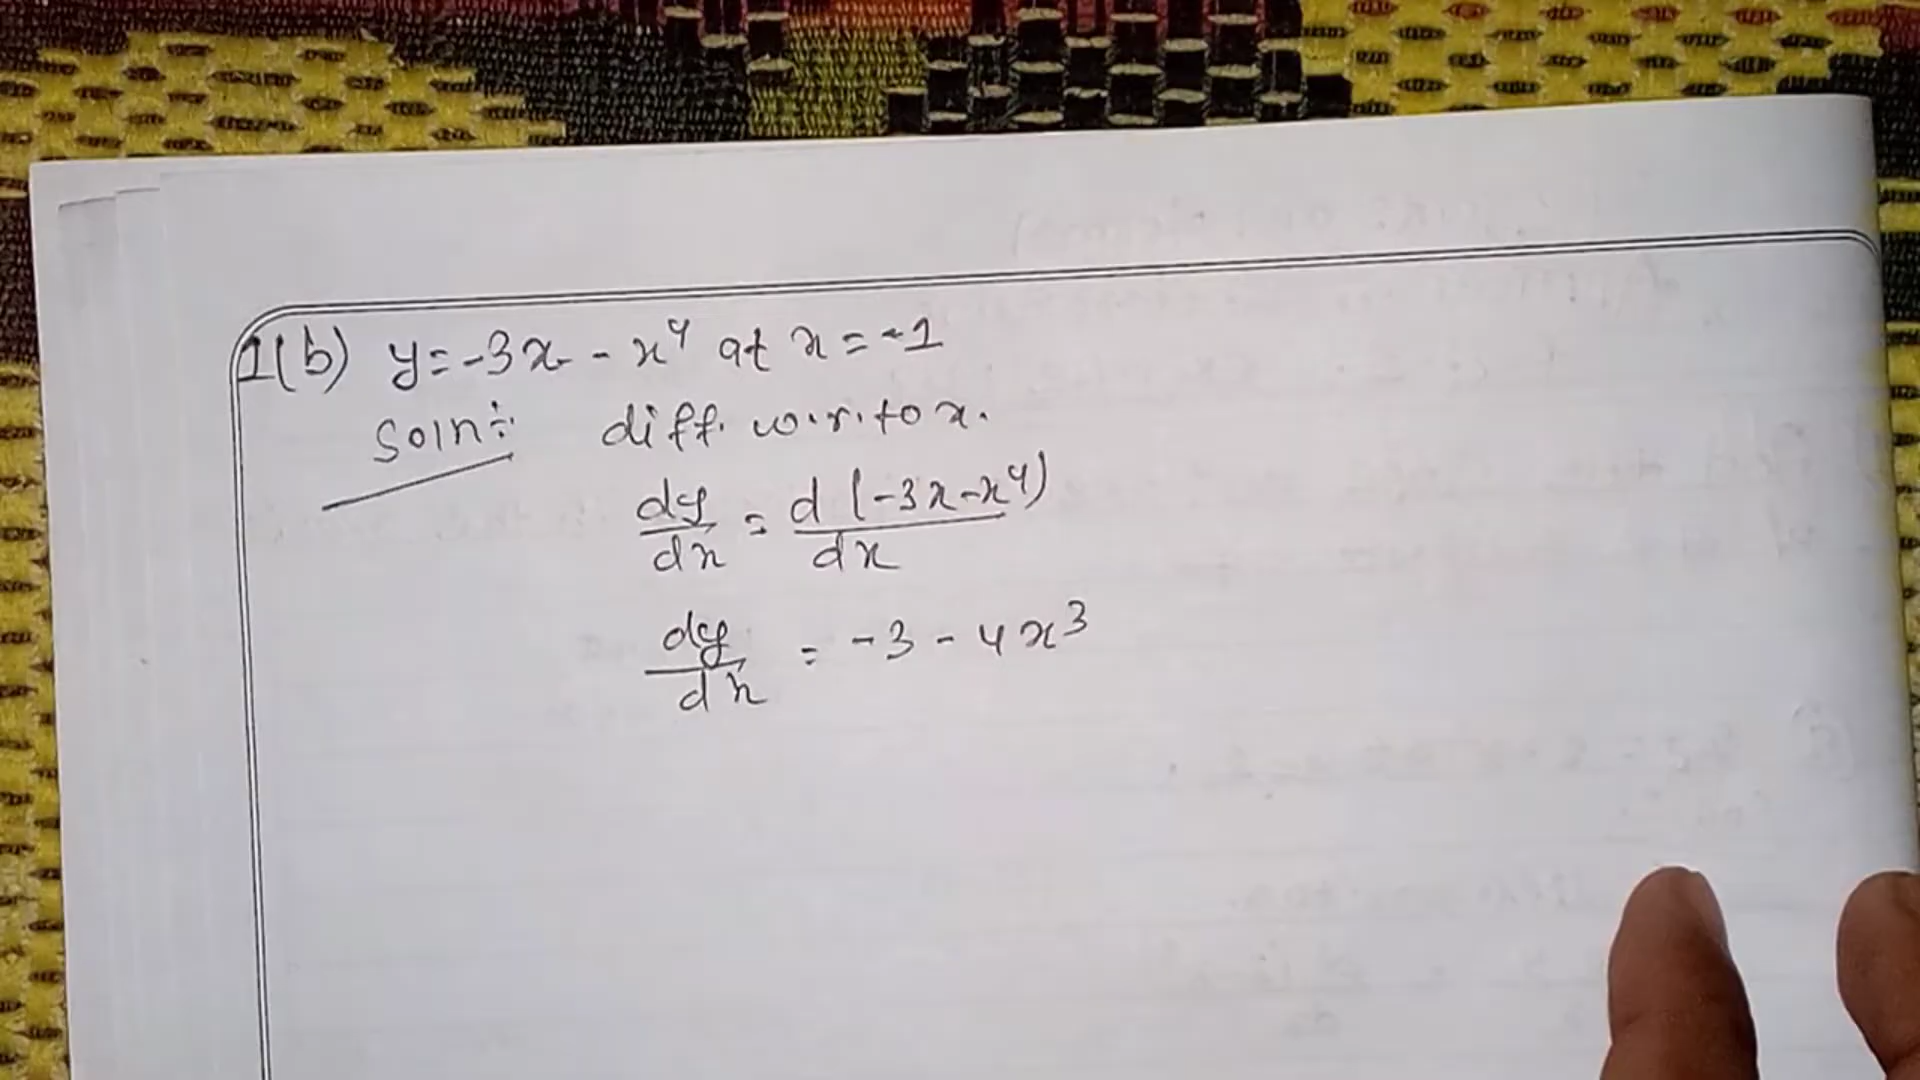 1(b) y=-3x-x⁴ at x=-1
Soln÷ diff. w.r.to x.
dy/dx = d(-3x-x⁴)/dx
dy/dx = -3-4x³